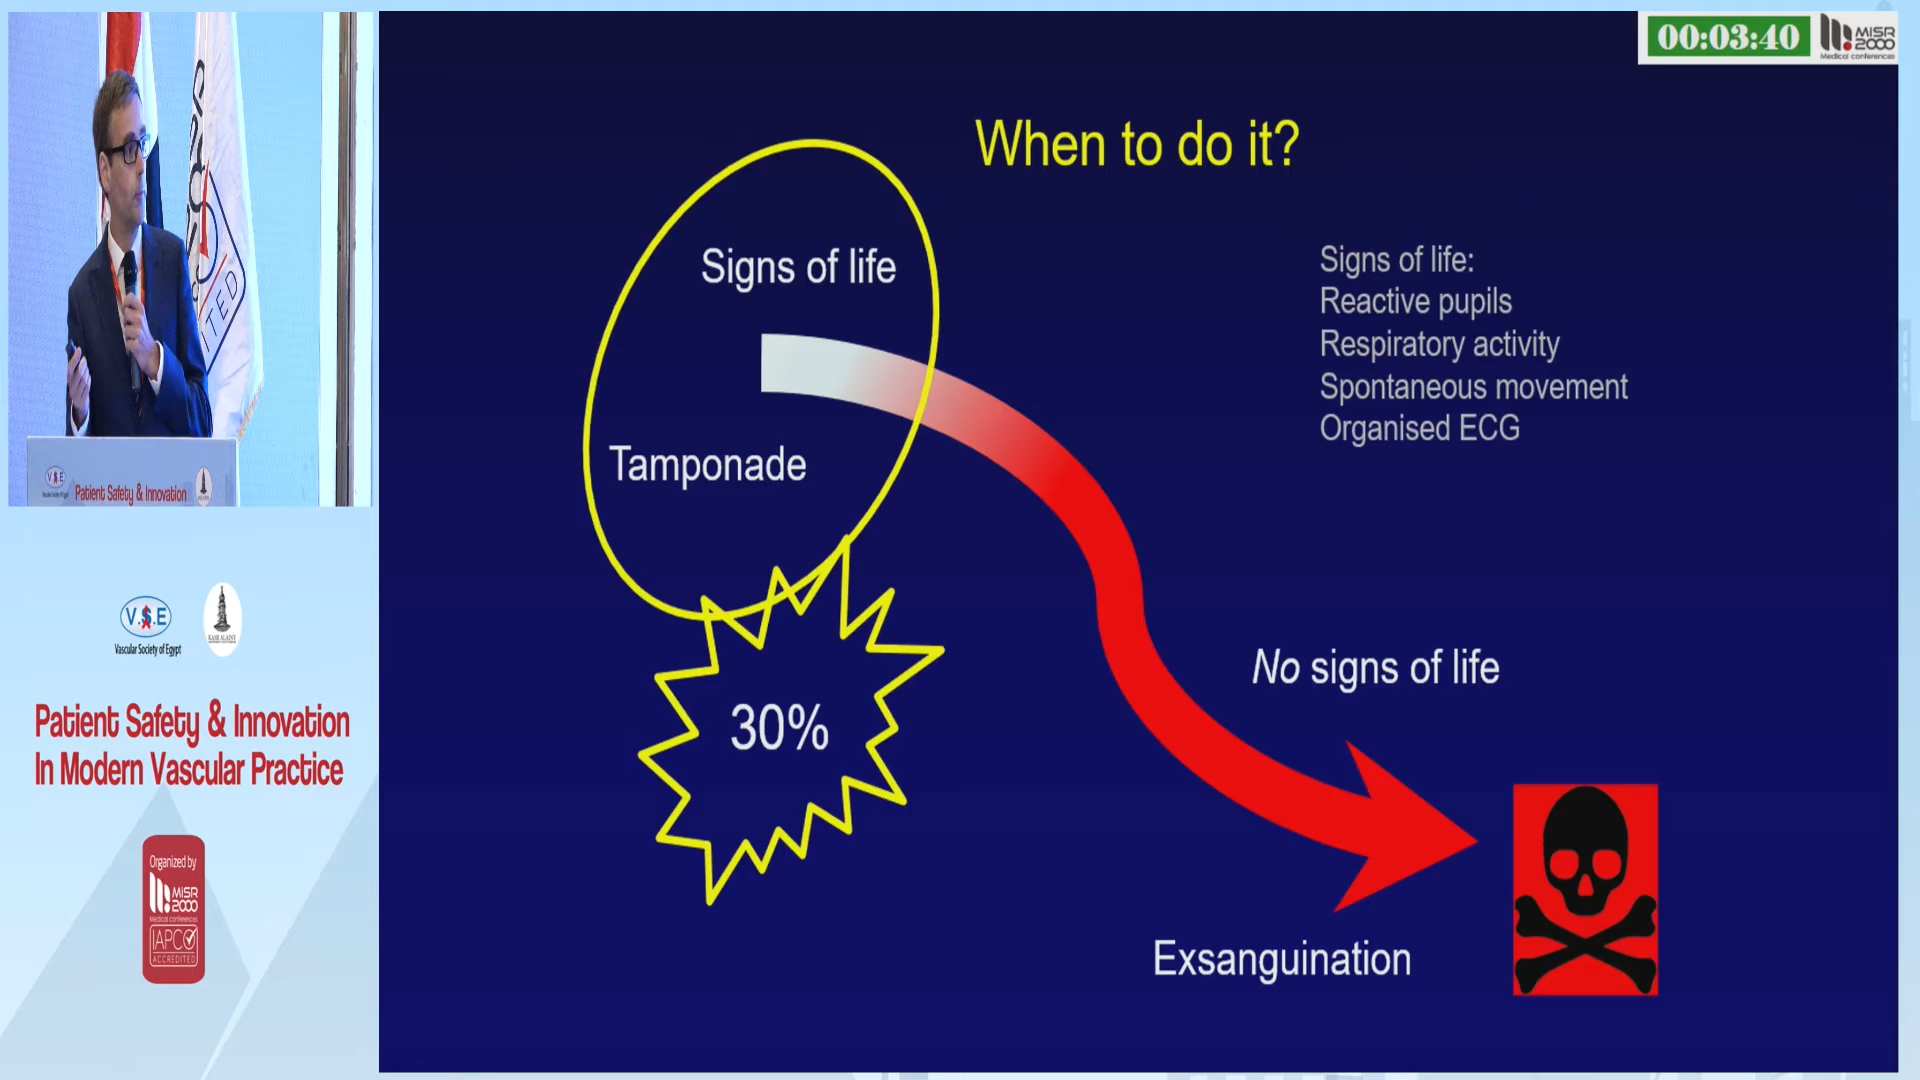 00:03:40
MISR
2000
Medical conferences
When to do it?
Signs of life
Tamponade
30%
Signs of life:
Reactive pupils
Respiratory activity
Spontaneous movement
Organised ECG
No signs of life
Exsanguination
ITED
V.S.E
Patient Safety & Innovation
V.S.E
Vascular Society of Egypt
KASR ALAINY
Patient Safety & Innovation
In Modern Vascular Practice
Organized by
MISR
2000
Medical conferences
IAPCO
ACCREDITED